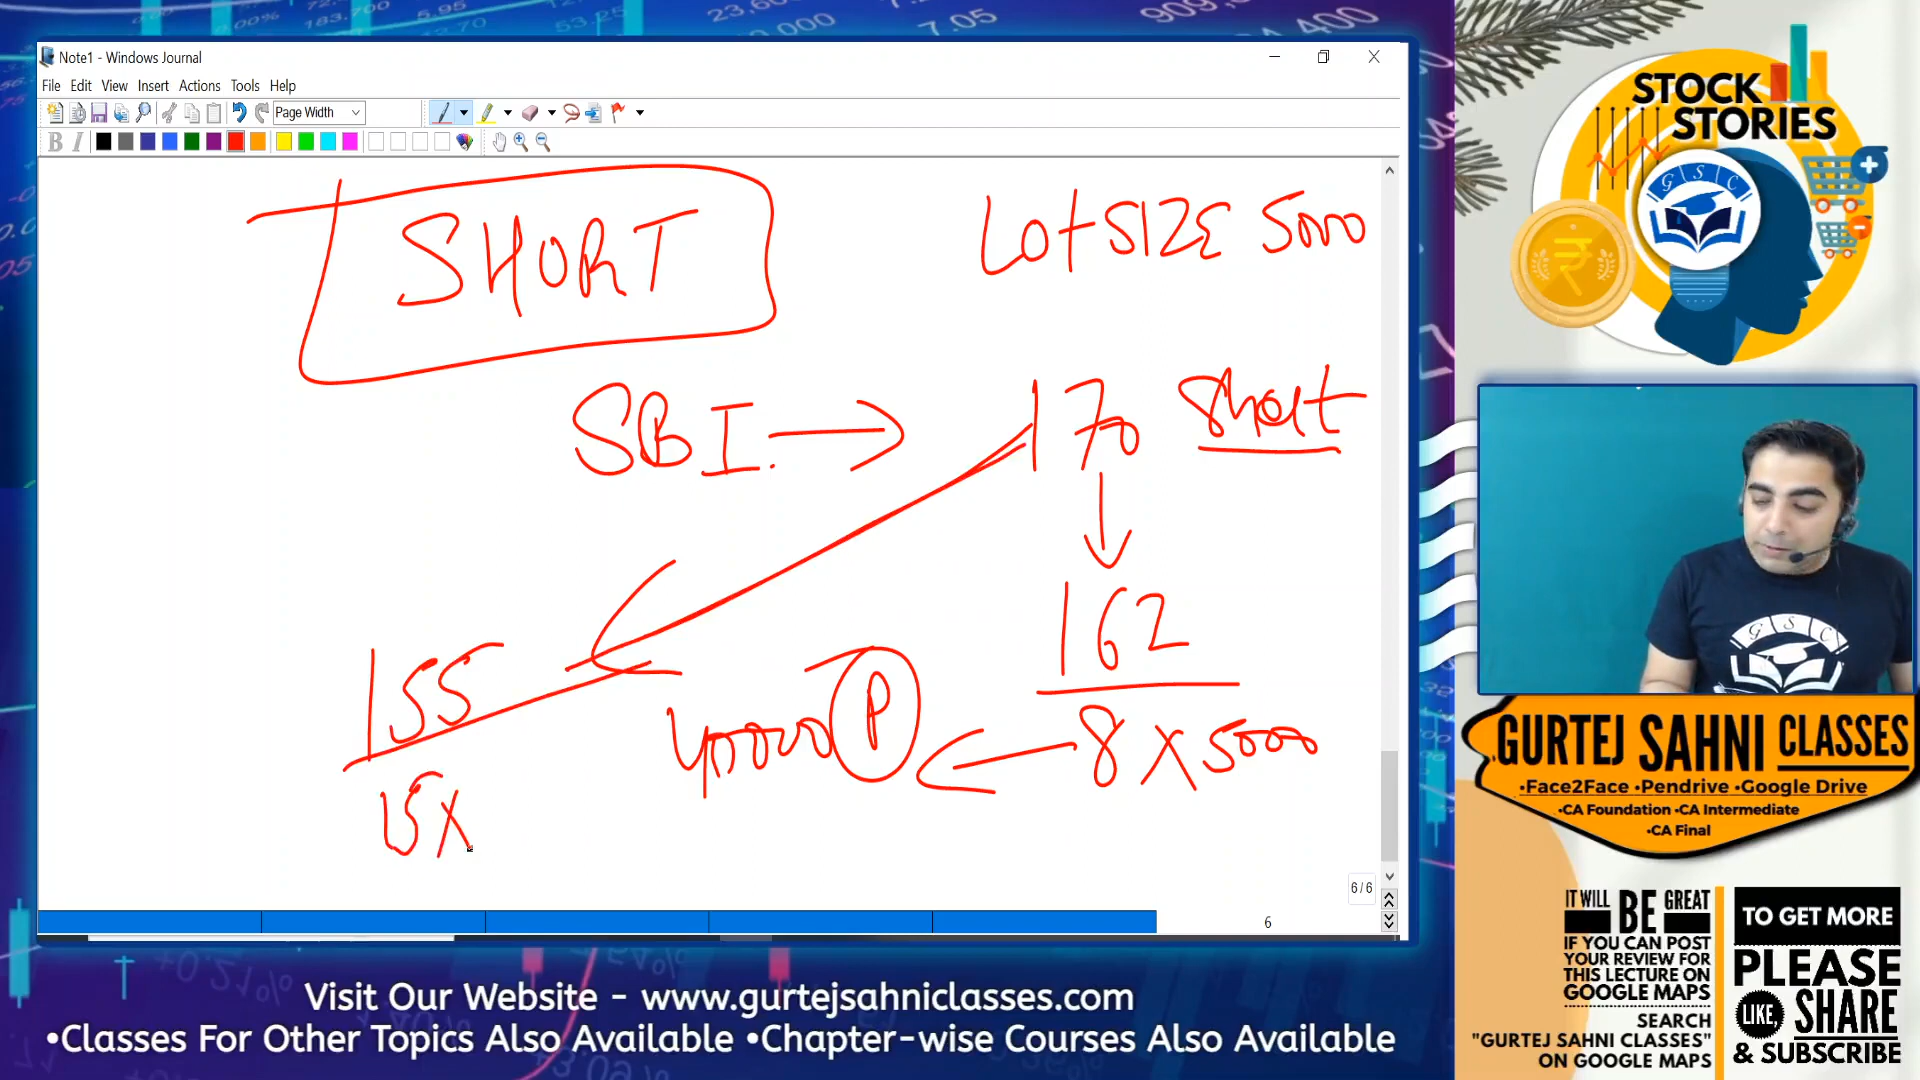 Note1 - Windows Journal
File Edit View Insert Actions Tools Help
Page Width
B I
SHORT
Lot SIZE 5000
SBI → 170 Short
162
8 X 5000
40000 P
155
15X
6 / 6
6
STOCK
STORIES
G S C
₹
G S C
GURTEJ SAHNI CLASSES
•Face2Face •Pendrive •Google Drive
•CA Foundation •CA Intermediate
•CA Final
IT WILL BE GREAT
IF YOU CAN POST
YOUR REVIEW FOR
THIS LECTURE ON
GOOGLE MAPS
SEARCH
"GURTEJ SAHNI CLASSES"
ON GOOGLE MAPS
TO GET MORE
PLEASE
LIKE, SHARE
& SUBSCRIBE
Visit Our Website - www.gurtejsahniclasses.com
•Classes For Other Topics Also Available •Chapter-wise Courses Also Available